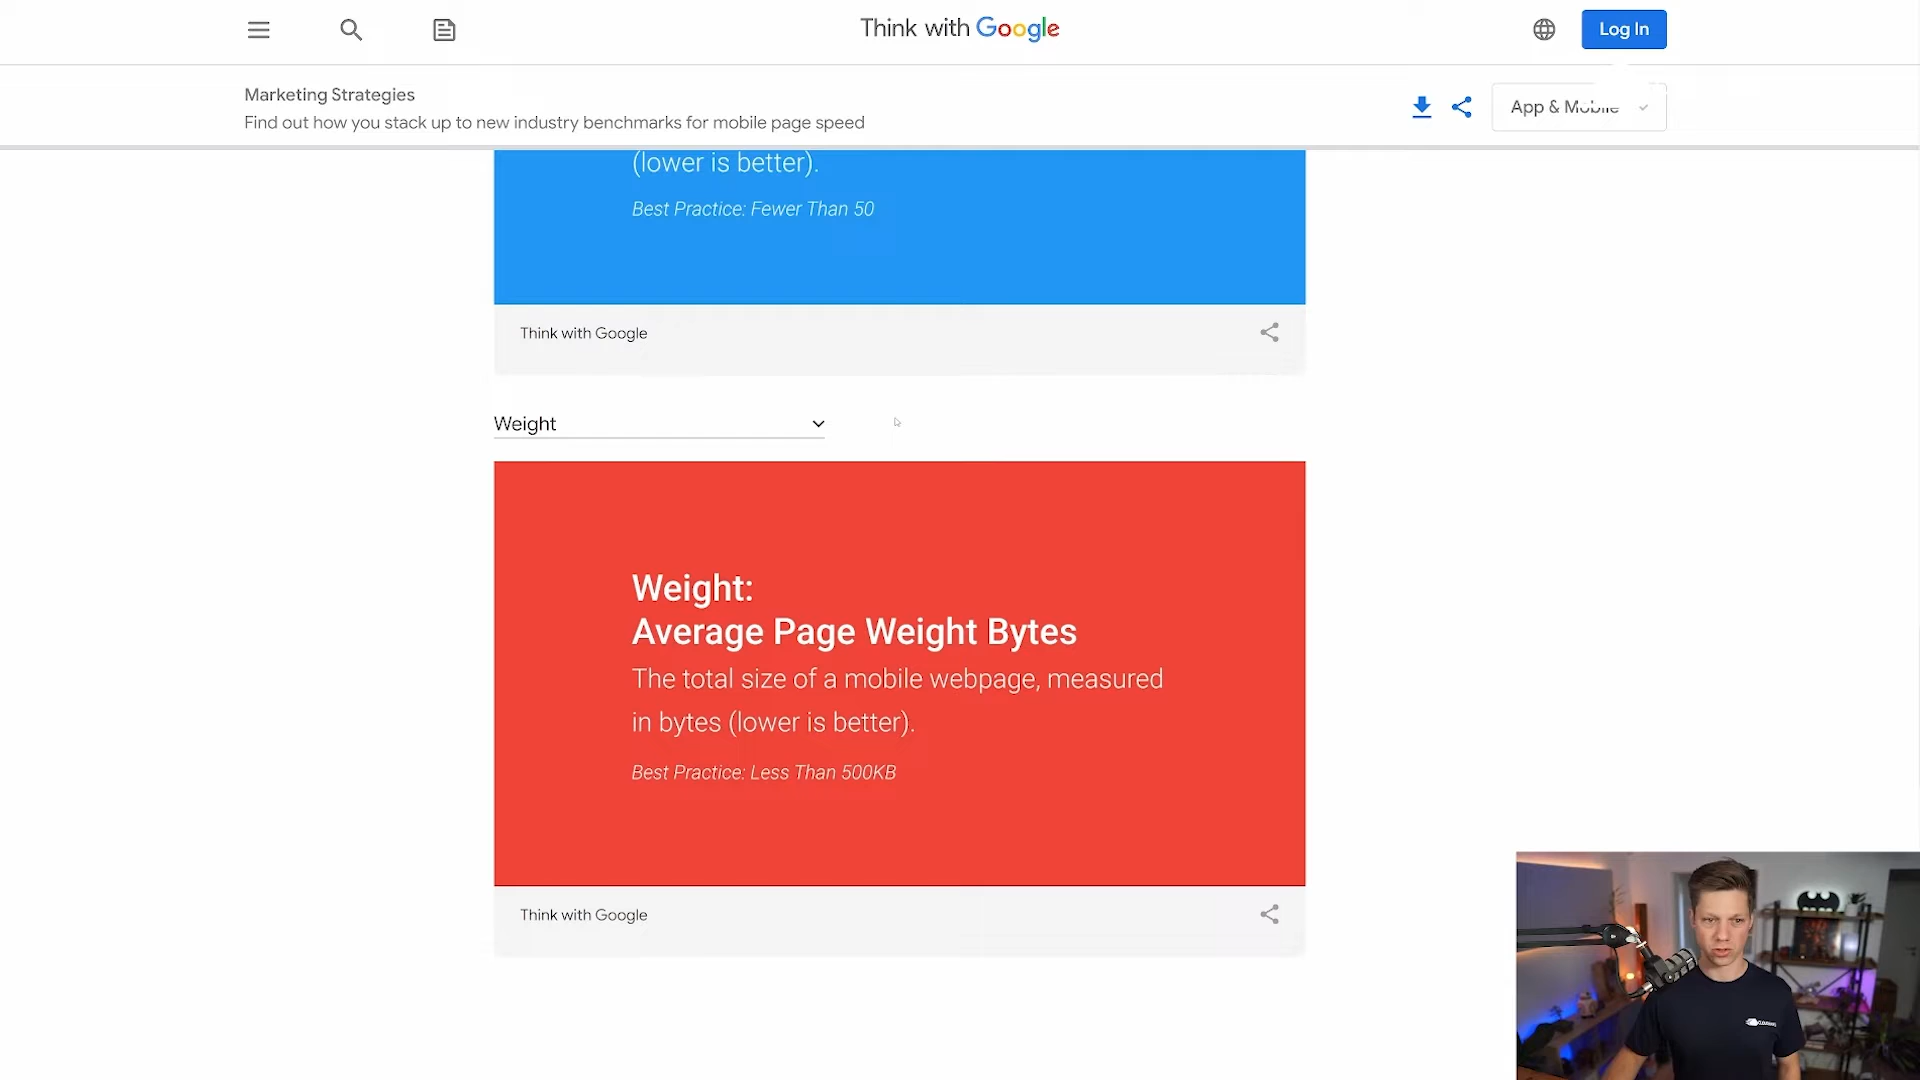 Think with Google
Log In
Marketing Strategies
Find out how you stack up to new industry benchmarks for mobile page speed
App & Mobile
(lower is better).
Best Practice: Fewer Than 50
Think with Google
Weight
Weight:
Average Page Weight Bytes
The total size of a mobile webpage, measured
in bytes (lower is better).
Best Practice: Less Than 500KB
Think with Google